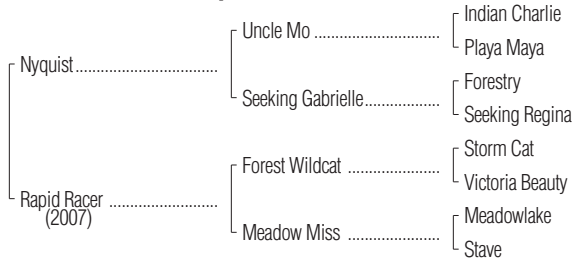 Indian Charlie
Uncle Mo ..............................
Playa Maya
Nyquist..................................
Forestry
Seeking Gabrielle..................
Seeking Regina
Storm Cat
Forest Wildcat ......................
Victoria Beauty
Rapid Racer ..........................
(2007)
Meadowlake
Meadow Miss ......................
Stave